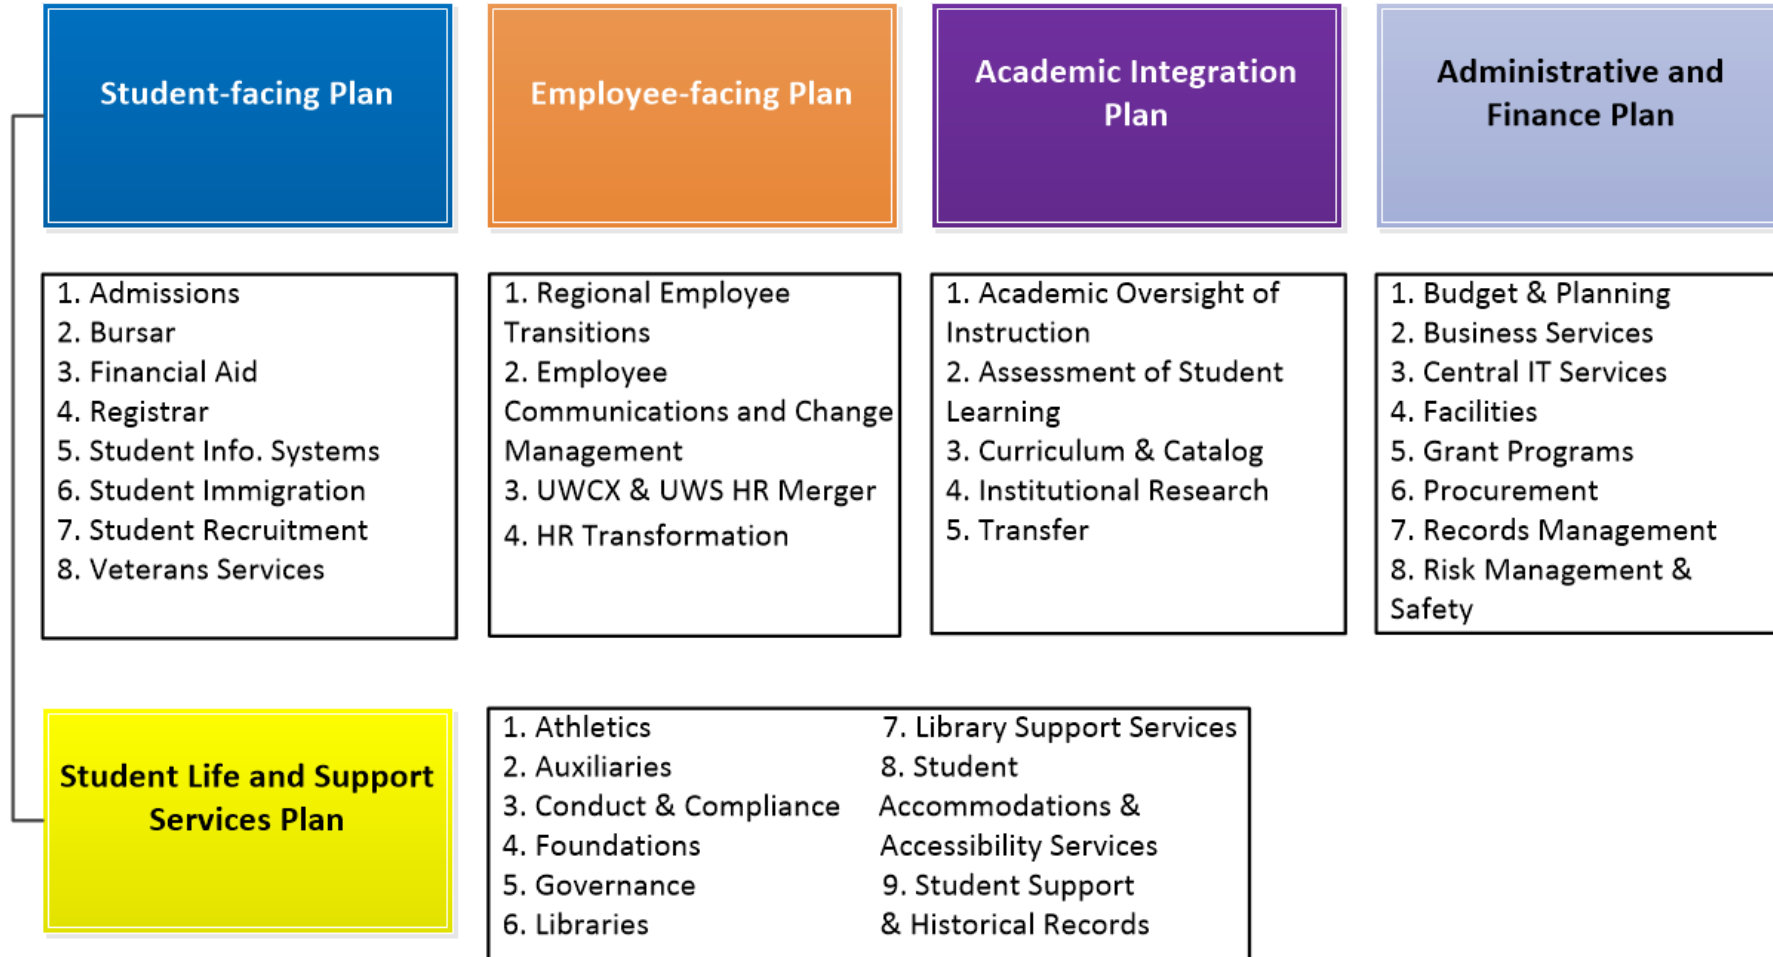 Student-facing Plan
Employee-facing Plan
Academic Integration
Plan
Administrative and
Finance Plan
1. Admissions
2. Bursar
3. Financial Aid
4. Registrar
5. Student Info. Systems
6. Student Immigration
7. Student Recruitment
8. Veterans Services
1. Regional Employee
Transitions
2. Employee
Communications and Change
Management
3. UWCX & UWS HR Merger
4. HR Transformation
1. Academic Oversight of
Instruction
2. Assessment of Student
Learning
3. Curriculum & Catalog
4. Institutional Research
5. Transfer
1. Budget & Planning
2. Business Services
3. Central IT Services
4. Facilities
5. Grant Programs
6. Procurement
7. Records Management
8. Risk Management &
Safety
Student Life and Support
Services Plan
1. Athletics
2. Auxiliaries
3. Conduct & Compliance
4. Foundations
5. Governance
6. Libraries
7. Library Support Services
8. Student
Accommodations &
Accessibility Services
9. Student Support
& Historical Records